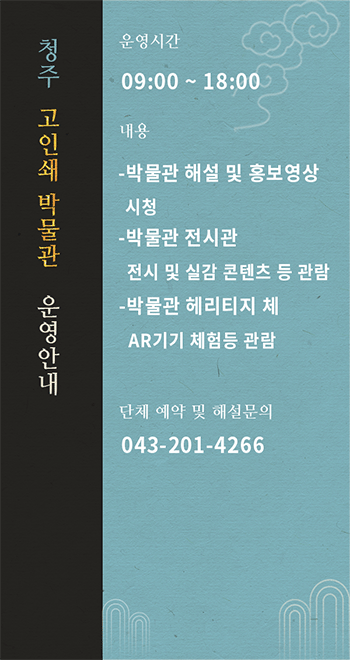 청주 고인쇄 박물관 운영안내
운영시간
09:00 ~ 18:00
내용
-박물관 해설 및 홍보영상
시청
-박물관 전시관
전시 및 실감 콘텐츠 등 관람
-박물관 헤리티지 체
AR기기 체험등 관람
단체 예약 및 해설문의
043-201-4266